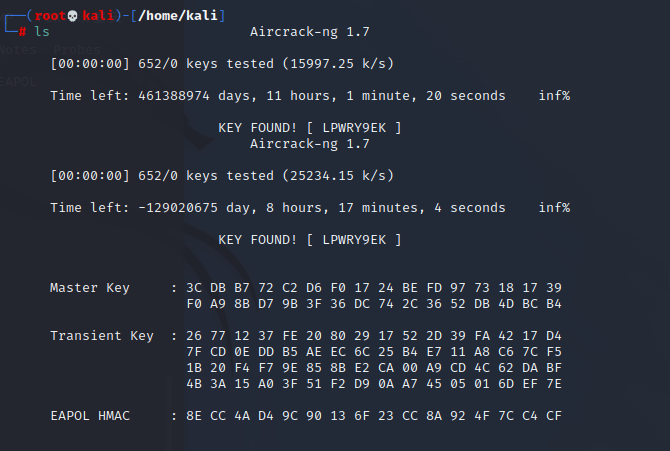 (root💀kali)-[/home/kali]
# ls Aircrack-ng 1.7
[00:00:00] 652/0 keys tested (15997.25 k/s)
Time left: 461388974 days, 11 hours, 1 minute, 20 seconds inf%
KEY FOUND! [ LPWRY9EK ]
Aircrack-ng 1.7
[00:00:00] 652/0 keys tested (25234.15 k/s)
Time left: -129020675 day, 8 hours, 17 minutes, 4 seconds inf%
KEY FOUND! [ LPWRY9EK ]
Master Key : 3C DB B7 72 C2 D6 F0 17 24 BE FD 97 73 18 17 39
F0 A9 8B D7 9B 3F 36 DC 74 2C 36 52 DB 4D BC B4
Transient Key : 26 77 12 37 FE 20 80 29 17 52 2D 39 FA 42 17 D4
7F CD 0E DD B5 AE EC 6C 25 B4 E7 11 A8 C6 7C F5
1B 20 F4 F7 9E 85 8B E2 CA 00 A9 CD 4C 62 DA BF
4B 3A 15 A0 3F 51 F2 D9 0A A7 45 05 01 6D EF 7E
EAPOL HMAC : 8E CC 4A D4 9C 90 13 6F 23 CC 8A 92 4F 7C C4 CF